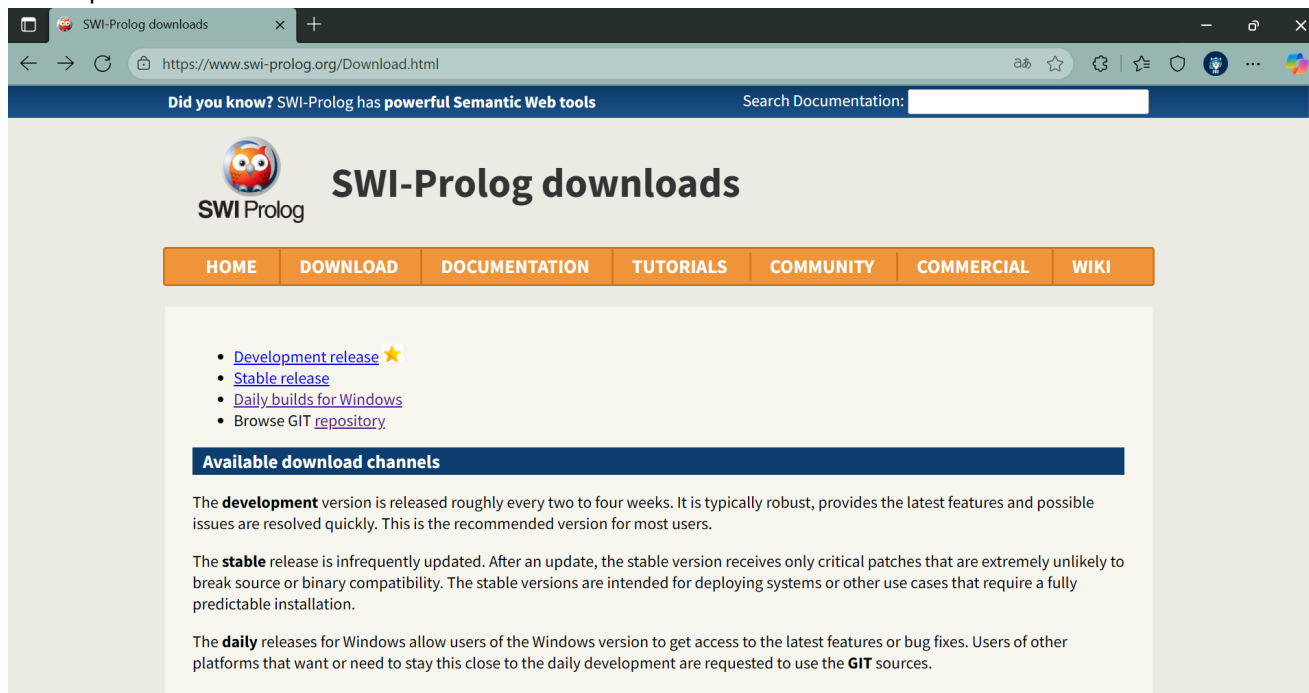 SWI-Prolog downloads
https://www.swi-prolog.org/Download.html
Did you know? SWI-Prolog has powerful Semantic Web tools
Search Documentation:
SWI Prolog
SWI-Prolog downloads
HOME DOWNLOAD DOCUMENTATION TUTORIALS COMMUNITY COMMERCIAL WIKI
Development release
Stable release
Daily builds for Windows
Browse GIT repository
Available download channels
The development version is released roughly every two to four weeks. It is typically robust, provides the latest features and possible
issues are resolved quickly. This is the recommended version for most users.
The stable release is infrequently updated. After an update, the stable version receives only critical patches that are extremely unlikely to
break source or binary compatibility. The stable versions are intended for deploying systems or other use cases that require a fully
predictable installation.
The daily releases for Windows allow users of the Windows version to get access to the latest features or bug fixes. Users of other
platforms that want or need to stay this close to the daily development are requested to use the GIT sources.